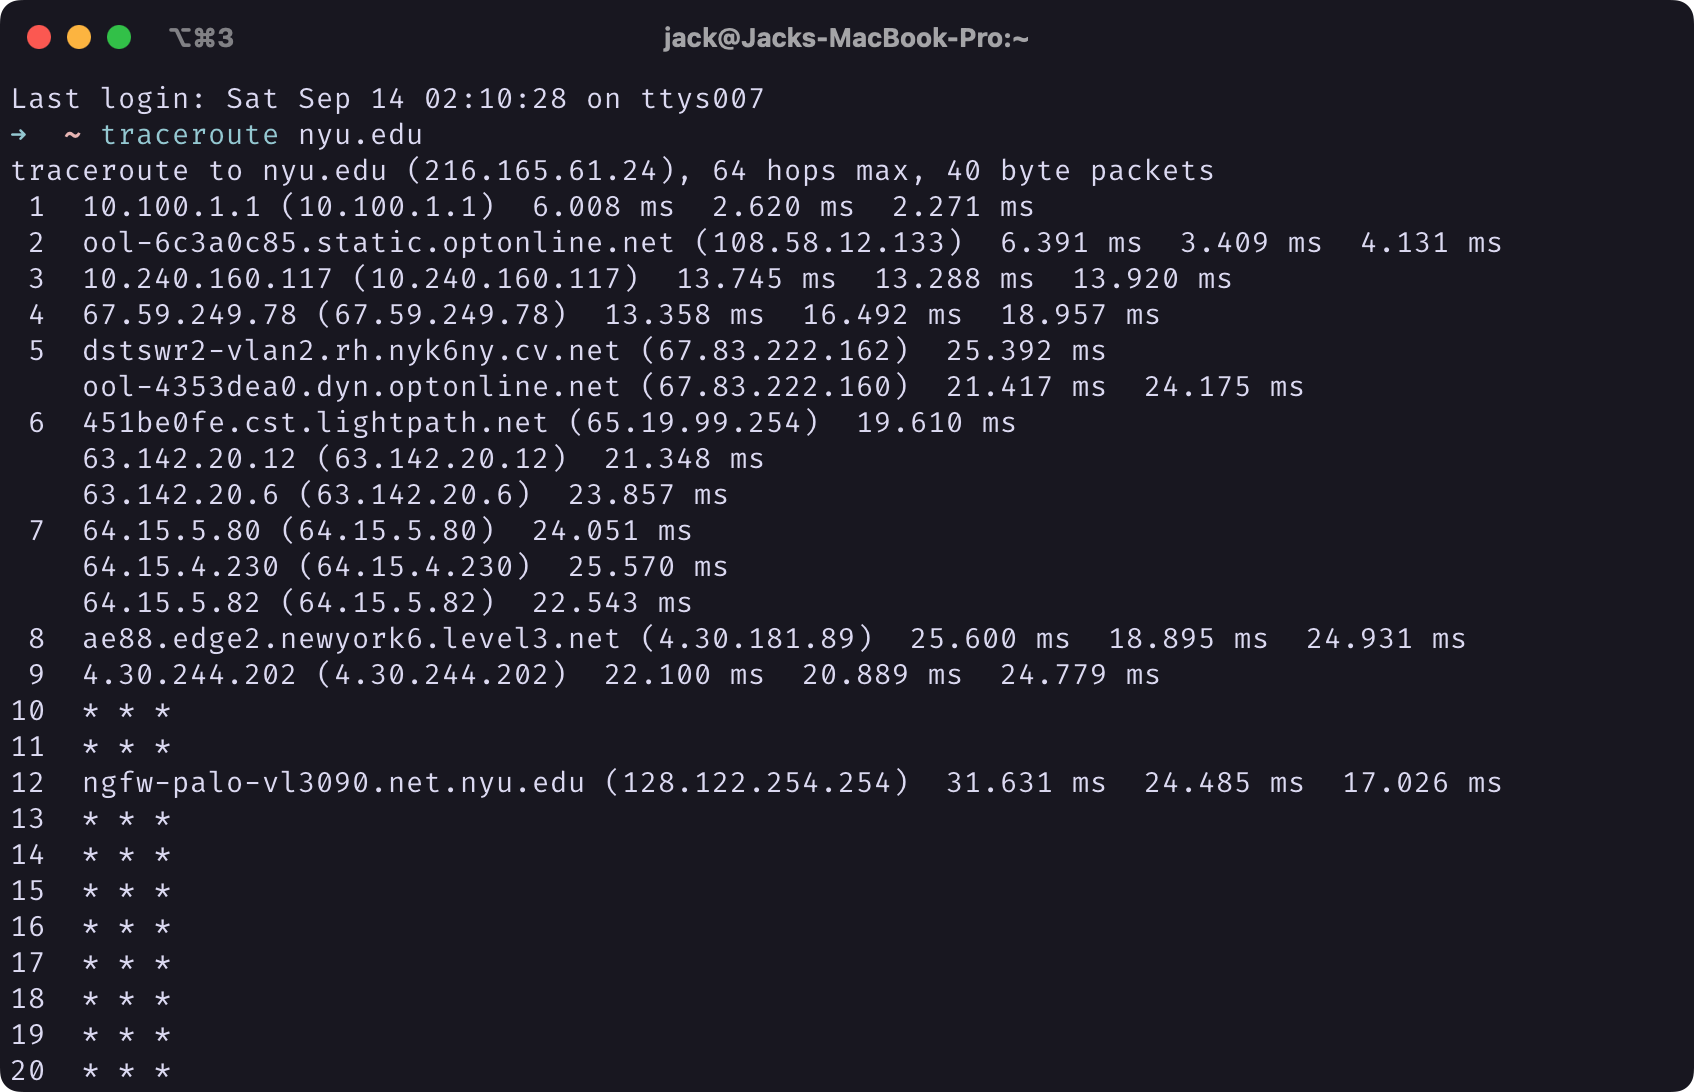 ⌥⌘3
jack@Jacks-MacBook-Pro:~
Last login: Sat Sep 14 02:10:28 on ttys007
➜  ~ traceroute nyu.edu
traceroute to nyu.edu (216.165.61.24), 64 hops max, 40 byte packets
 1  10.100.1.1 (10.100.1.1)  6.008 ms  2.620 ms  2.271 ms
 2  ool-6c3a0c85.static.optonline.net (108.58.12.133)  6.391 ms  3.409 ms  4.131 ms
 3  10.240.160.117 (10.240.160.117)  13.745 ms  13.288 ms  13.920 ms
 4  67.59.249.78 (67.59.249.78)  13.358 ms  16.492 ms  18.957 ms
 5  dstswr2-vlan2.rh.nyk6ny.cv.net (67.83.222.162)  25.392 ms
    ool-4353dea0.dyn.optonline.net (67.83.222.160)  21.417 ms  24.175 ms
 6  451be0fe.cst.lightpath.net (65.19.99.254)  19.610 ms
    63.142.20.12 (63.142.20.12)  21.348 ms
    63.142.20.6 (63.142.20.6)  23.857 ms
 7  64.15.5.80 (64.15.5.80)  24.051 ms
    64.15.4.230 (64.15.4.230)  25.570 ms
    64.15.5.82 (64.15.5.82)  22.543 ms
 8  ae88.edge2.newyork6.level3.net (4.30.181.89)  25.600 ms  18.895 ms  24.931 ms
 9  4.30.244.202 (4.30.244.202)  22.100 ms  20.889 ms  24.779 ms
10  * * *
11  * * *
12  ngfw-palo-vl3090.net.nyu.edu (128.122.254.254)  31.631 ms  24.485 ms  17.026 ms
13  * * *
14  * * *
15  * * *
16  * * *
17  * * *
18  * * *
19  * * *
20  * * *